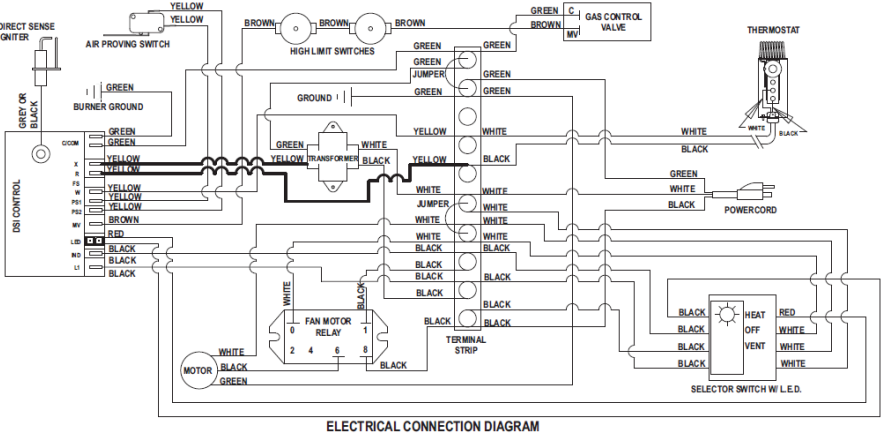 YELLOW
YELLOW
DIRECT SENSE
IGNITER
AIR PROVING SWITCH
BROWN
BROWN
BROWN
HIGH LIMIT SWITCHES
GREEN
BROWN
C
MV
GAS CONTROL
VALVE
THERMOSTAT
GREEN
GREEN
GREEN
JUMPER
GREEN
GREEN
GREEN
GROUND
GREEN
BURNER GROUND
GREY OR
BLACK
WHITE
BLACK
GREEN
GREEN
C/COM
YELLOW
WHITE
WHITE
BLACK
GREEN
WHITE
YELLOW
TRANSFORMER
BLACK
YELLOW
BLACK
X
R
FS
W
PS1
PS2
MV
LED
IND
L1
DSI CONTROL
YELLOW
YELLOW
YELLOW
YELLOW
YELLOW
BROWN
RED
BLACK
BLACK
BLACK
GREEN
WHITE
BLACK
POWER CORD
WHITE
WHITE
JUMPER
WHITE
WHITE
WHITE
WHITE
WHITE
BLACK
BLACK
BLACK
BLACK
BLACK
BLACK
BLACK
BLACK
BLACK
WHITE
BLACK
FAN MOTOR
RELAY
0
1
2
4
6
8
TERMINAL
STRIP
BLACK
WHITE
BLACK
GREEN
MOTOR
BLACK
BLACK
BLACK
BLACK
HEAT
OFF
VENT
RED
WHITE
WHITE
WHITE
SELECTOR SWITCH W/ L.E.D.
ELECTRICAL CONNECTION DIAGRAM